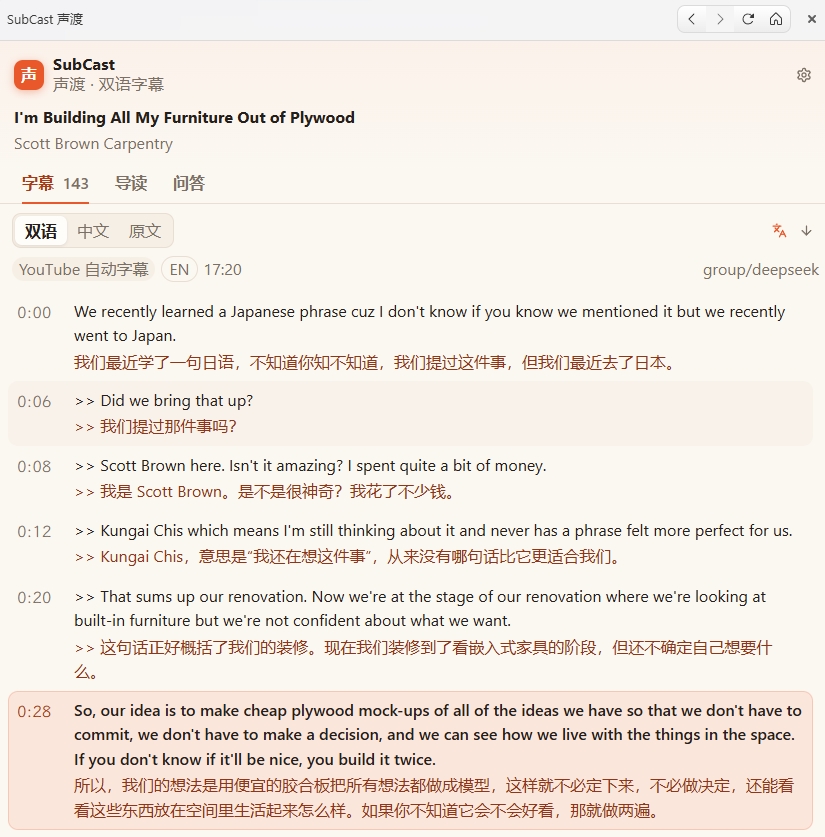 SubCast 声渡
声
SubCast
声渡 · 双语字幕
I'm Building All My Furniture Out of Plywood
Scott Brown Carpentry
字幕 143 导读 问答
双语 中文 原文
YouTube 自动字幕 EN 17:20 group/deepseek
0:00 We recently learned a Japanese phrase cuz I don't know if you know we mentioned it but we recently
went to Japan.
我们最近学了一句日语，不知道你知不知道，我们提过这件事，但我们最近去了日本。
0:06 >> Did we bring that up?
>> 我们提过那件事吗？
0:08 >> Scott Brown here. Isn't it amazing? I spent quite a bit of money.
>> 我是 Scott Brown。是不是很神奇？我花了不少钱。
0:12 >> Kungai Chis which means I'm still thinking about it and never has a phrase felt more perfect for us.
>> Kungai Chis，意思是“我还在想这件事”，从来没有哪句话比它更适合我们。
0:20 >> That sums up our renovation. Now we're at the stage of our renovation where we're looking at
built-in furniture but we're not confident about what we want.
>> 这句话正好概括了我们的装修。现在我们装修到了看嵌入式家具的阶段，但还不确定自己想要什
么。
0:28 So, our idea is to make cheap plywood mock-ups of all of the ideas we have so that we don't have to
commit, we don't have to make a decision, and we can see how we live with the things in the space.
If you don't know if it'll be nice, you build it twice.
所以，我们的想法是用便宜的胶合板把所有想法都做成模型，这样就不必定下来，不必做决定，还能看
看这些东西放在空间里生活起来怎么样。如果你不知道它会不会好看，那就做两遍。